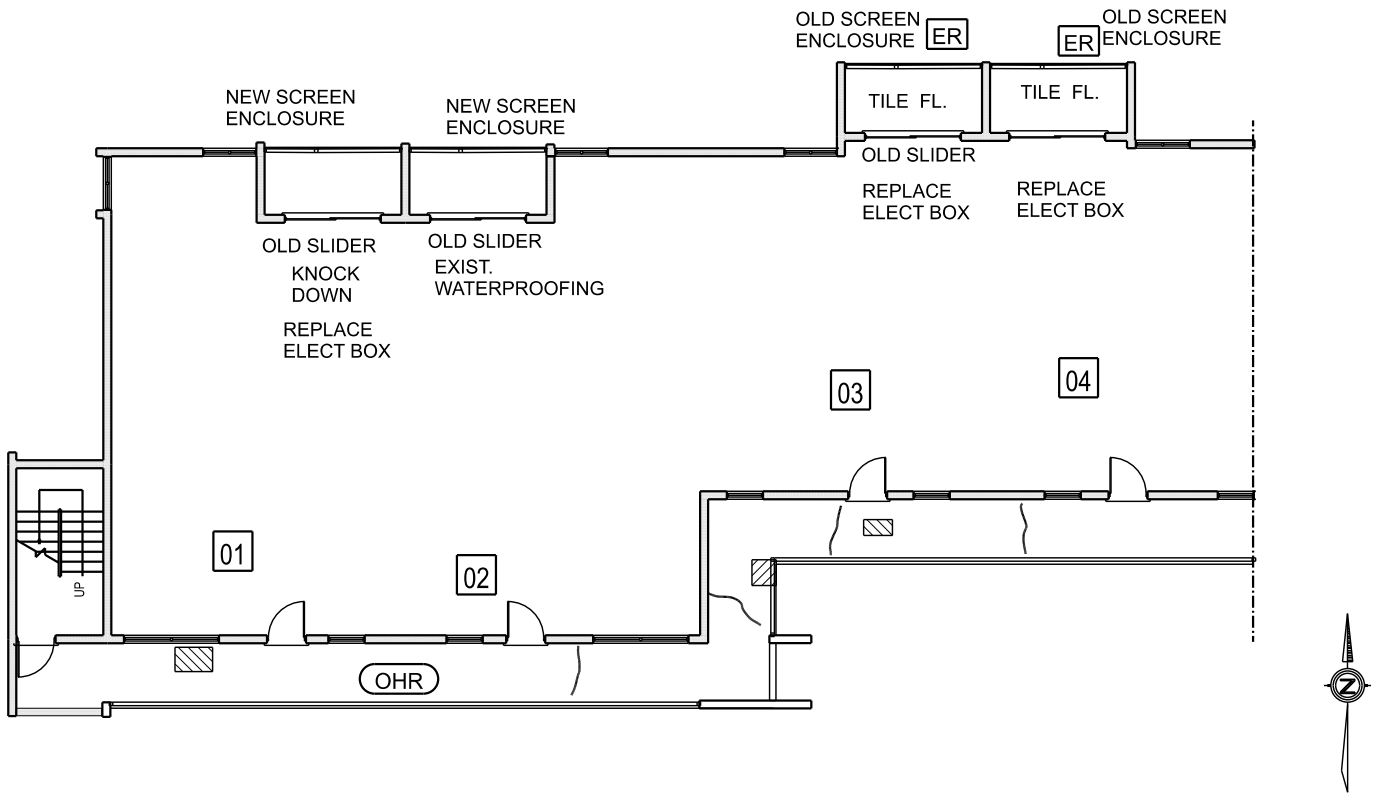 OLD SCREEN
ENCLOSURE
ER
ER
OLD SCREEN
ENCLOSURE
NEW SCREEN
ENCLOSURE
NEW SCREEN
ENCLOSURE
TILE FL.
TILE FL.
OLD SLIDER
REPLACE
ELECT BOX
REPLACE
ELECT BOX
OLD SLIDER
KNOCK
DOWN
REPLACE
ELECT BOX
OLD SLIDER
EXIST.
WATERPROOFING
03
04
01
02
UP
OHR
N